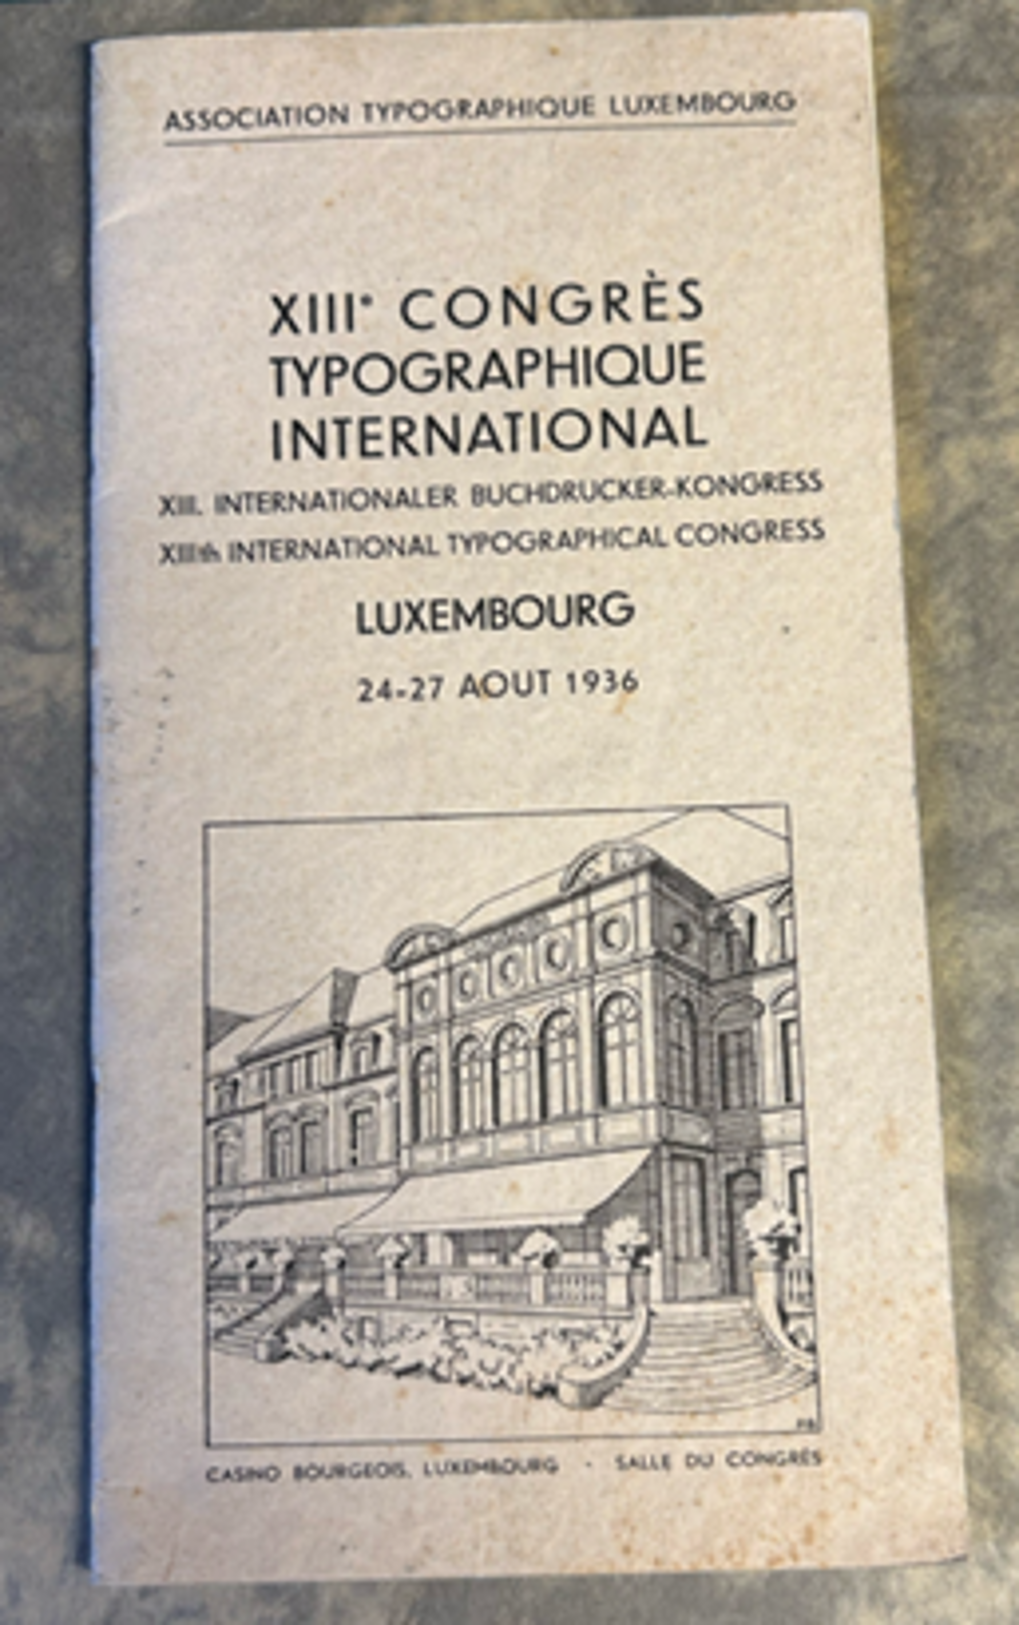 ASSOCIATION TYPOGRAPHIQUE LUXEMBOURG
XIIIe CONGRÈS
TYPOGRAPHIQUE
INTERNATIONAL
XIII. INTERNATIONALER BUCHDRUCKER-KONGRESS
XIIIth INTERNATIONAL TYPOGRAPHICAL CONGRESS
LUXEMBOURG
24-27 AOUT 1936
CASINO BOURGEOIS, LUXEMBOURG - SALLE DU CONGRÈS